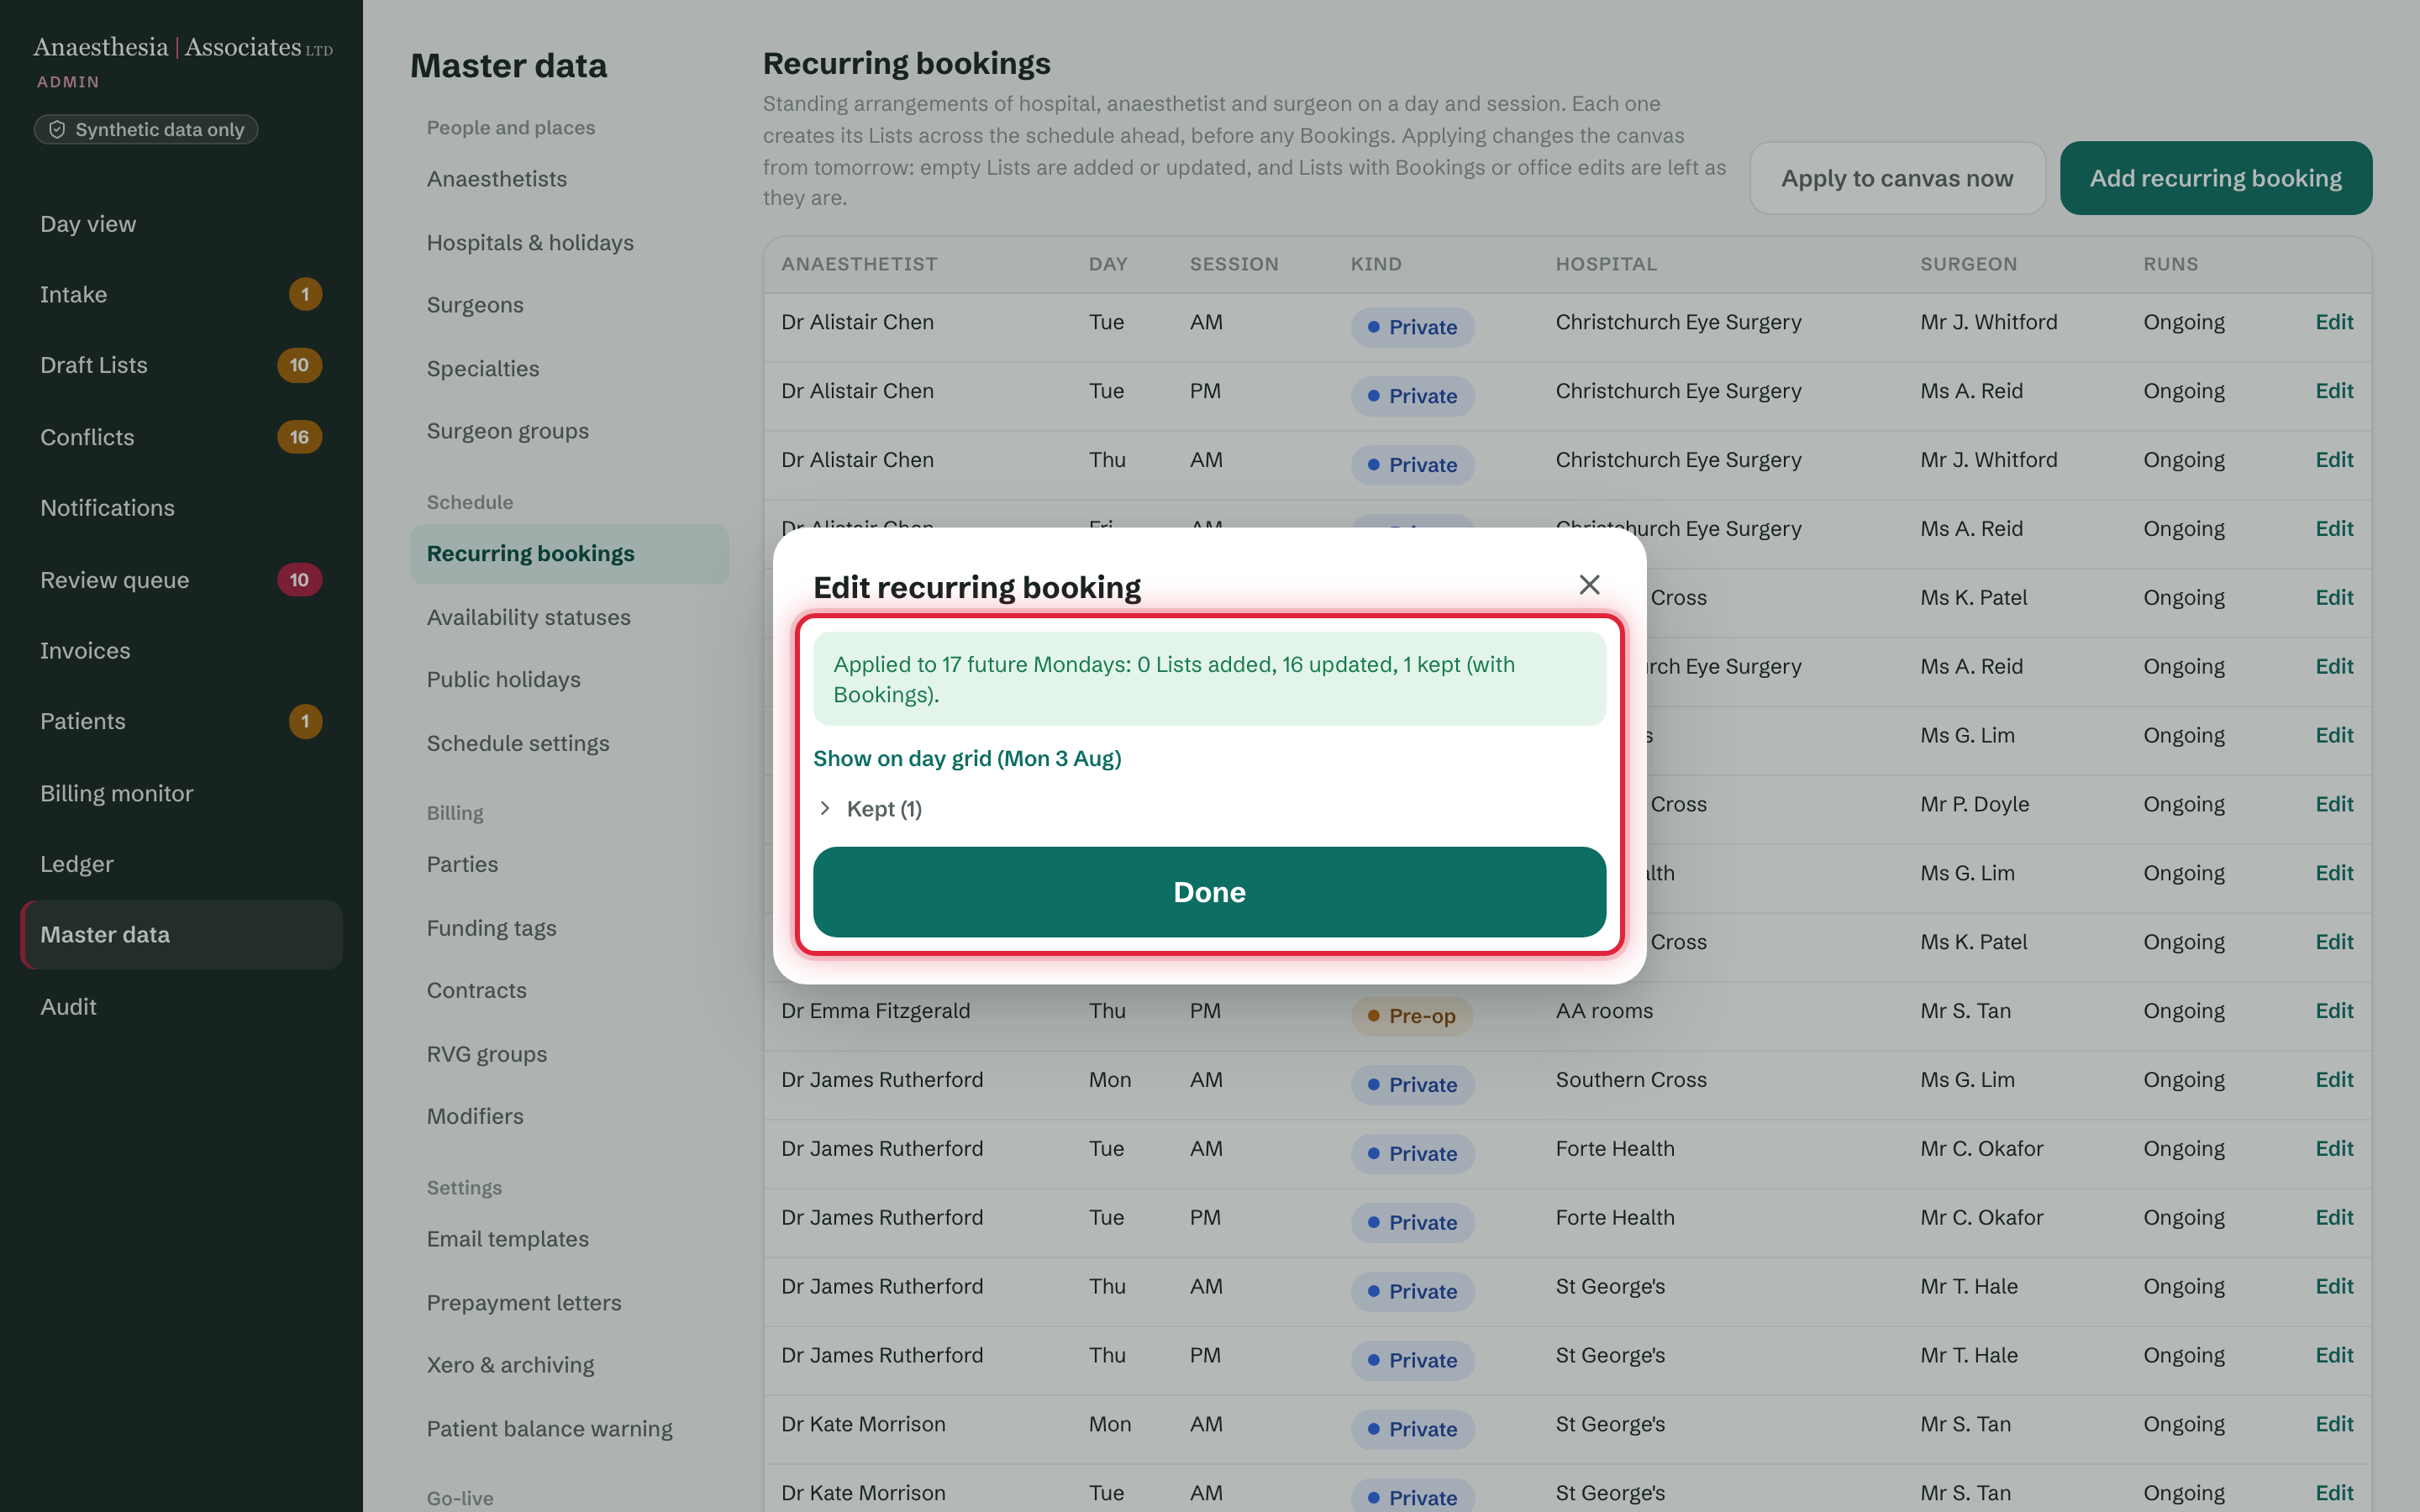 Anaesthesia | Associates LTD
ADMIN
Synthetic data only
Day view
Intake 1
Draft Lists 10
Conflicts 16
Notifications
Review queue 10
Invoices
Patients 1
Billing monitor
Ledger
Master data
Audit
Master data
People and places
Anaesthetists
Hospitals & holidays
Surgeons
Specialties
Surgeon groups
Schedule
Recurring bookings
Availability statuses
Public holidays
Schedule settings
Billing
Parties
Funding tags
Contracts
RVG groups
Modifiers
Settings
Email templates
Prepayment letters
Xero & archiving
Patient balance warning
Go-live
Recurring bookings
Standing arrangements of hospital, anaesthetist and surgeon on a day and session. Each one
creates its Lists across the schedule ahead, before any Bookings. Applying changes the canvas
from tomorrow: empty Lists are added or updated, and Lists with Bookings or office edits are left as
they are.
Apply to canvas now
Add recurring booking
ANAESTHETIST DAY SESSION KIND HOSPITAL SURGEON RUNS
Dr Alistair Chen Tue AM Private Christchurch Eye Surgery Mr J. Whitford Ongoing Edit
Dr Alistair Chen Tue PM Private Christchurch Eye Surgery Ms A. Reid Ongoing Edit
Dr Alistair Chen Thu AM Private Christchurch Eye Surgery Mr J. Whitford Ongoing Edit
Dr Alistair Chen Fri AM Christchurch Eye Surgery Ms A. Reid Ongoing Edit
Cross Ms K. Patel Ongoing Edit
Eye Surgery Ms A. Reid Ongoing Edit
Ms G. Lim Ongoing Edit
Cross Mr P. Doyle Ongoing Edit
Ms G. Lim Ongoing Edit
Cross Ms K. Patel Ongoing Edit
Edit recurring booking
Applied to 17 future Mondays: 0 Lists added, 16 updated, 1 kept (with
Bookings).
Show on day grid (Mon 3 Aug)
Kept (1)
Done
Dr Emma Fitzgerald Thu PM Pre-op AA rooms Mr S. Tan Ongoing Edit
Dr James Rutherford Mon AM Private Southern Cross Ms G. Lim Ongoing Edit
Dr James Rutherford Tue AM Private Forte Health Mr C. Okafor Ongoing Edit
Dr James Rutherford Tue PM Private Forte Health Mr C. Okafor Ongoing Edit
Dr James Rutherford Thu AM Private St George's Mr T. Hale Ongoing Edit
Dr James Rutherford Thu PM Private St George's Mr T. Hale Ongoing Edit
Dr Kate Morrison Mon AM Private St George's Mr S. Tan Ongoing Edit
Dr Kate Morrison Tue AM Private St George's Mr S. Tan Ongoing Edit